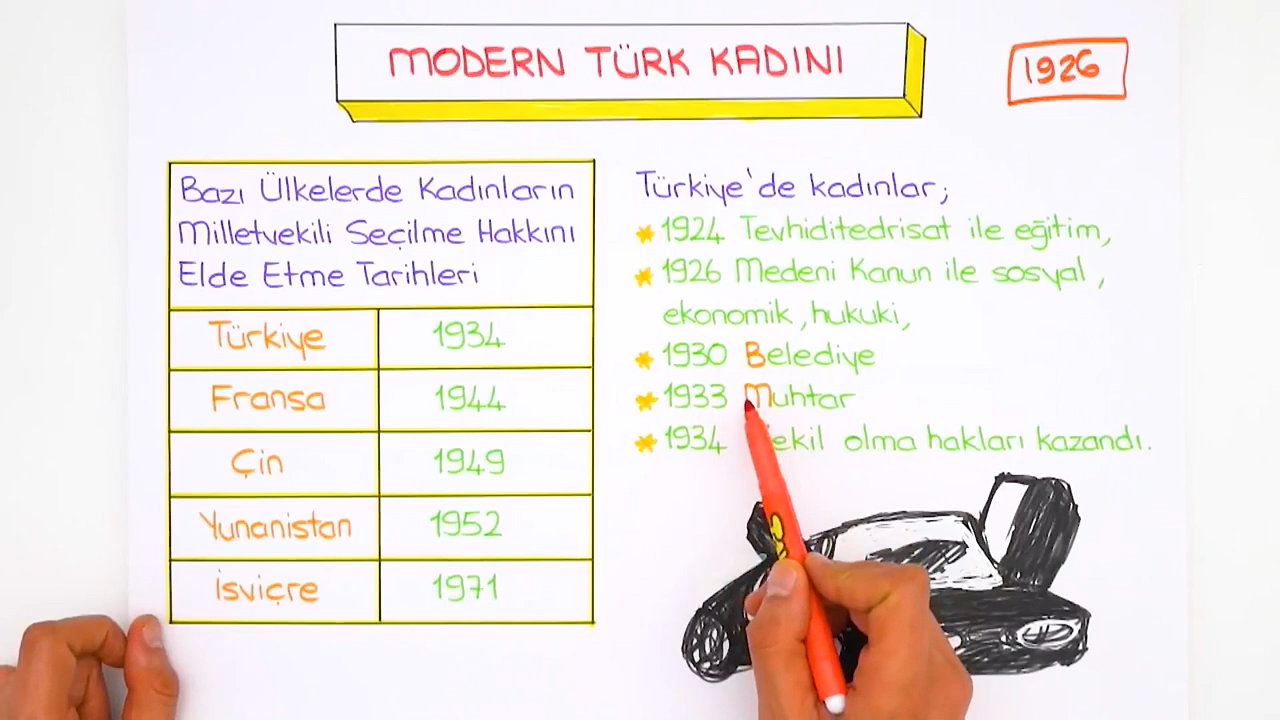 MODERN TÜRK KADINI
1926
Bazı Ülkelerde Kadınların
Milletvekili Seçilme Hakkını
Elde Etme Tarihleri
Türkiye 1934
Fransa 1944
Çin 1949
Yunanistan 1952
İsviçre 1971
Türkiye'de kadınlar;
1924 Tevhiditedrisat ile eğitim,
1926 Medeni Kanun ile sosyal,
ekonomik, hukuki,
1930 Belediye
1933 Muhtar
1934 ekil olma hakları kazandı.